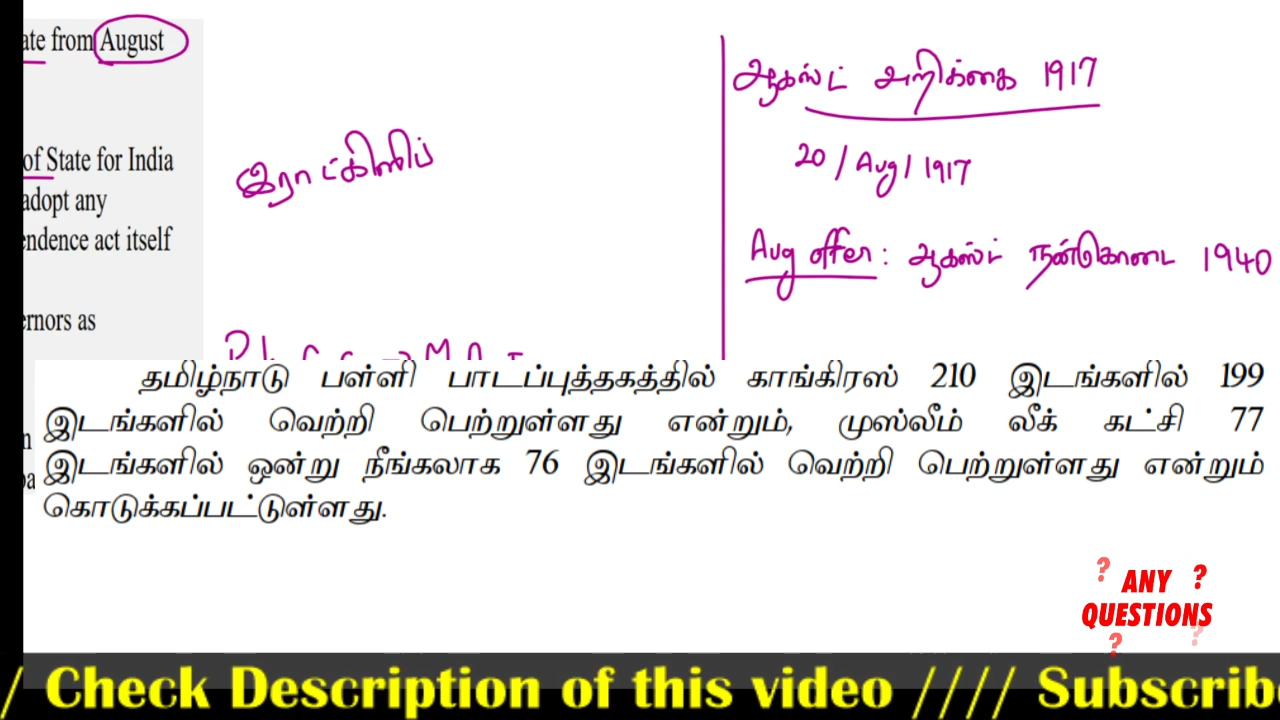 ate from August
of State for India
adopt any
endence act itself
ernors as
ஆகஸ்ட் அறிக்கை 1917
20/Aug/1917
Aug offer: ஆகஸ்ட் நன்கொடை 1940
தமிழ்நாடு பள்ளி பாடப்புத்தகத்தில் காங்கிரஸ் 210 இடங்களில் 199
இடங்களில் வெற்றி பெற்றுள்ளது என்றும், முஸ்லீம் லீக் கட்சி 77
இடங்களில் ஒன்று நீங்கலாக 76 இடங்களில் வெற்றி பெற்றுள்ளது என்றும்
கொடுக்கப்பட்டுள்ளது.
? ANY ?
QUESTIONS
? ?
/ Check Description of this video //// Subscrib